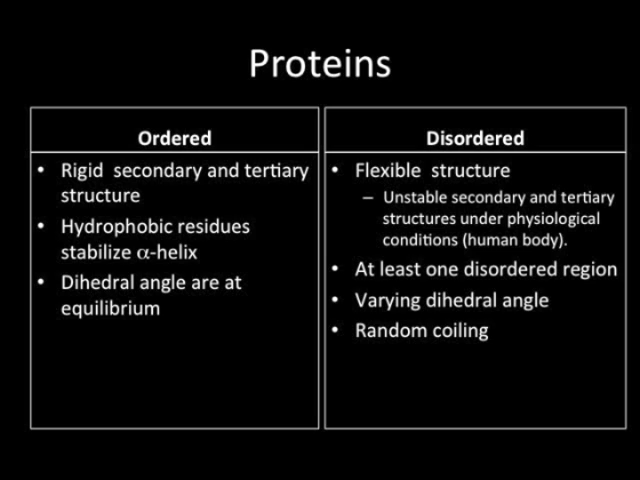 Proteins
Ordered
• Rigid  secondary and tertiary
structure
• Hydrophobic residues
stabilize α-helix
• Dihedral angle are at
equilibrium
Disordered
• Flexible  structure
– Unstable secondary and tertiary
structures under physiological
conditions (human body).
• At least one disordered region
• Varying dihedral angle
• Random coiling